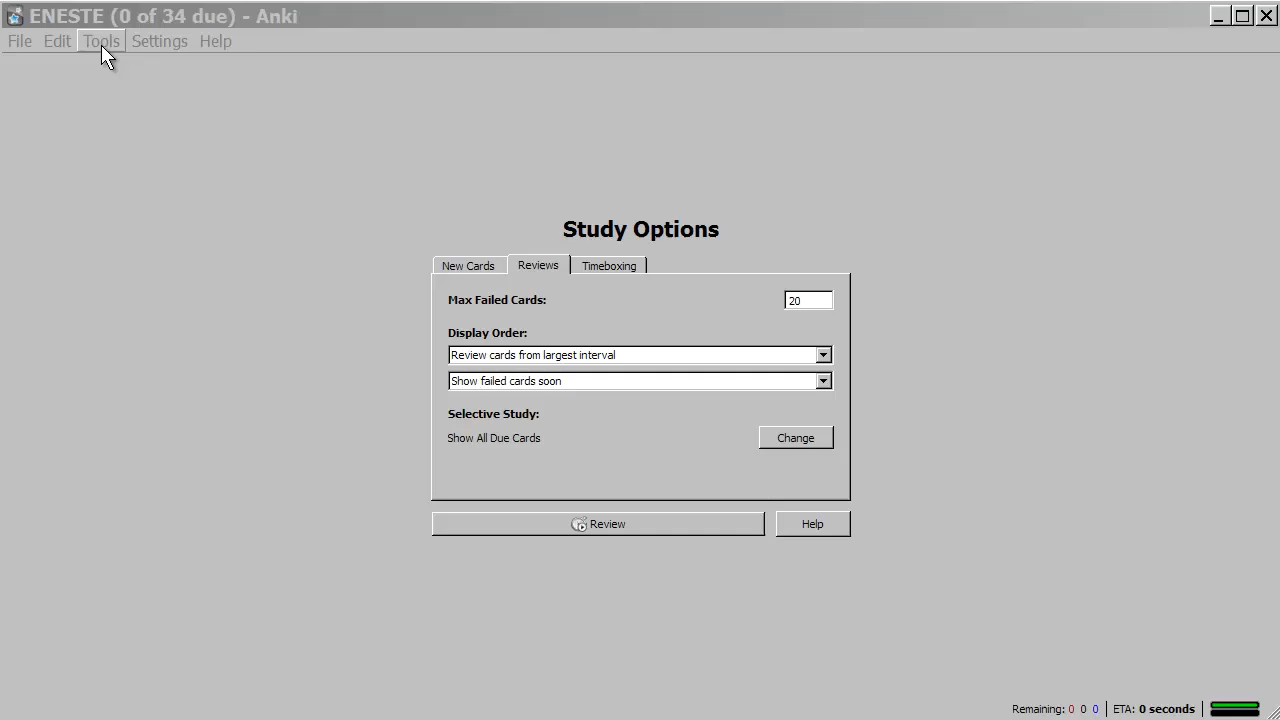 ENESTE (0 of 34 due) - Anki
File Edit Tools Settings Help
Study Options
New Cards Reviews Timeboxing
Max Failed Cards: 20
Display Order:
Review cards from largest interval
Show failed cards soon
Selective Study:
Show All Due Cards Change
Review Help
Remaining: 0 0 0 ETA: 0 seconds